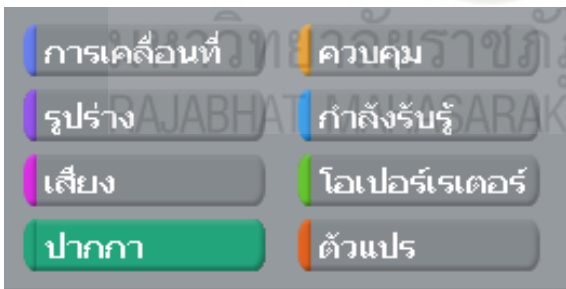 การเคลื่อนที่ ควบคุม
รูปร่าง กำลังรับรู้
เสียง โอเปอร์เรเตอร์
ปากกา ตัวแปร